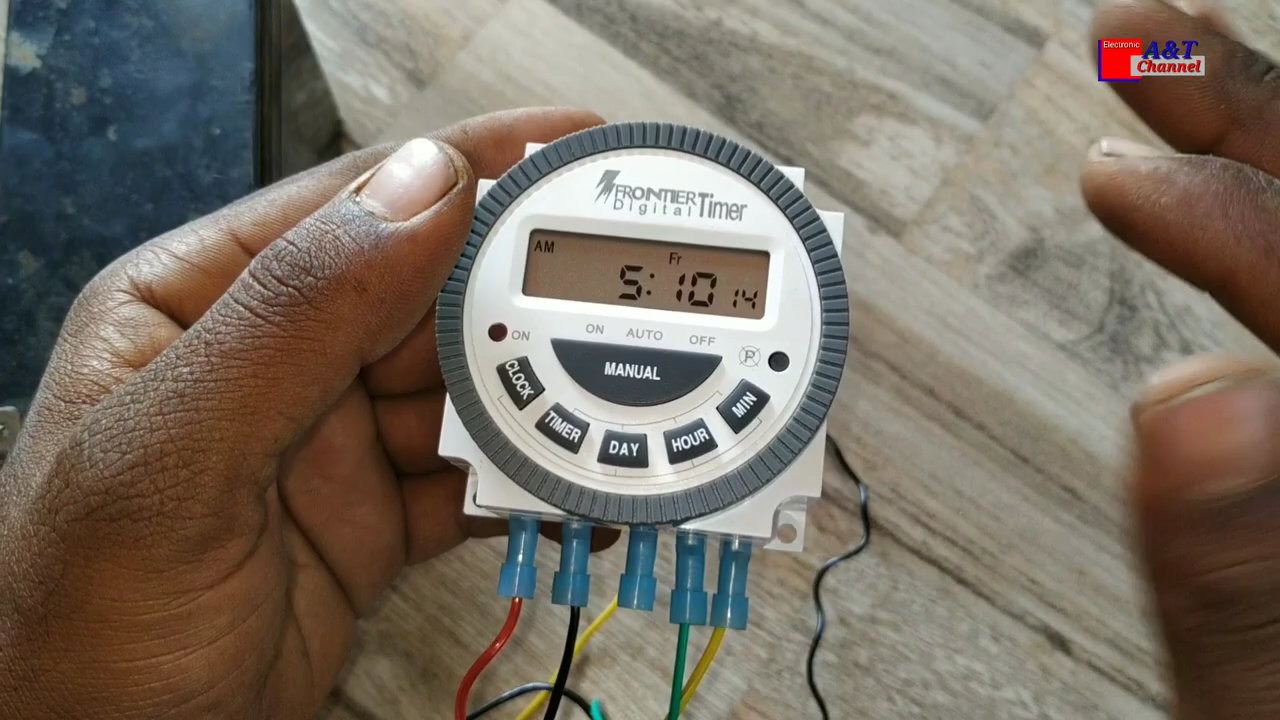 Electronic A&T
Channel
FRONTIER Timer
Digital
AM
Fr
5:10 14
ON
ON AUTO OFF
P
MANUAL
CLOCK
TIMER
DAY
HOUR
MIN